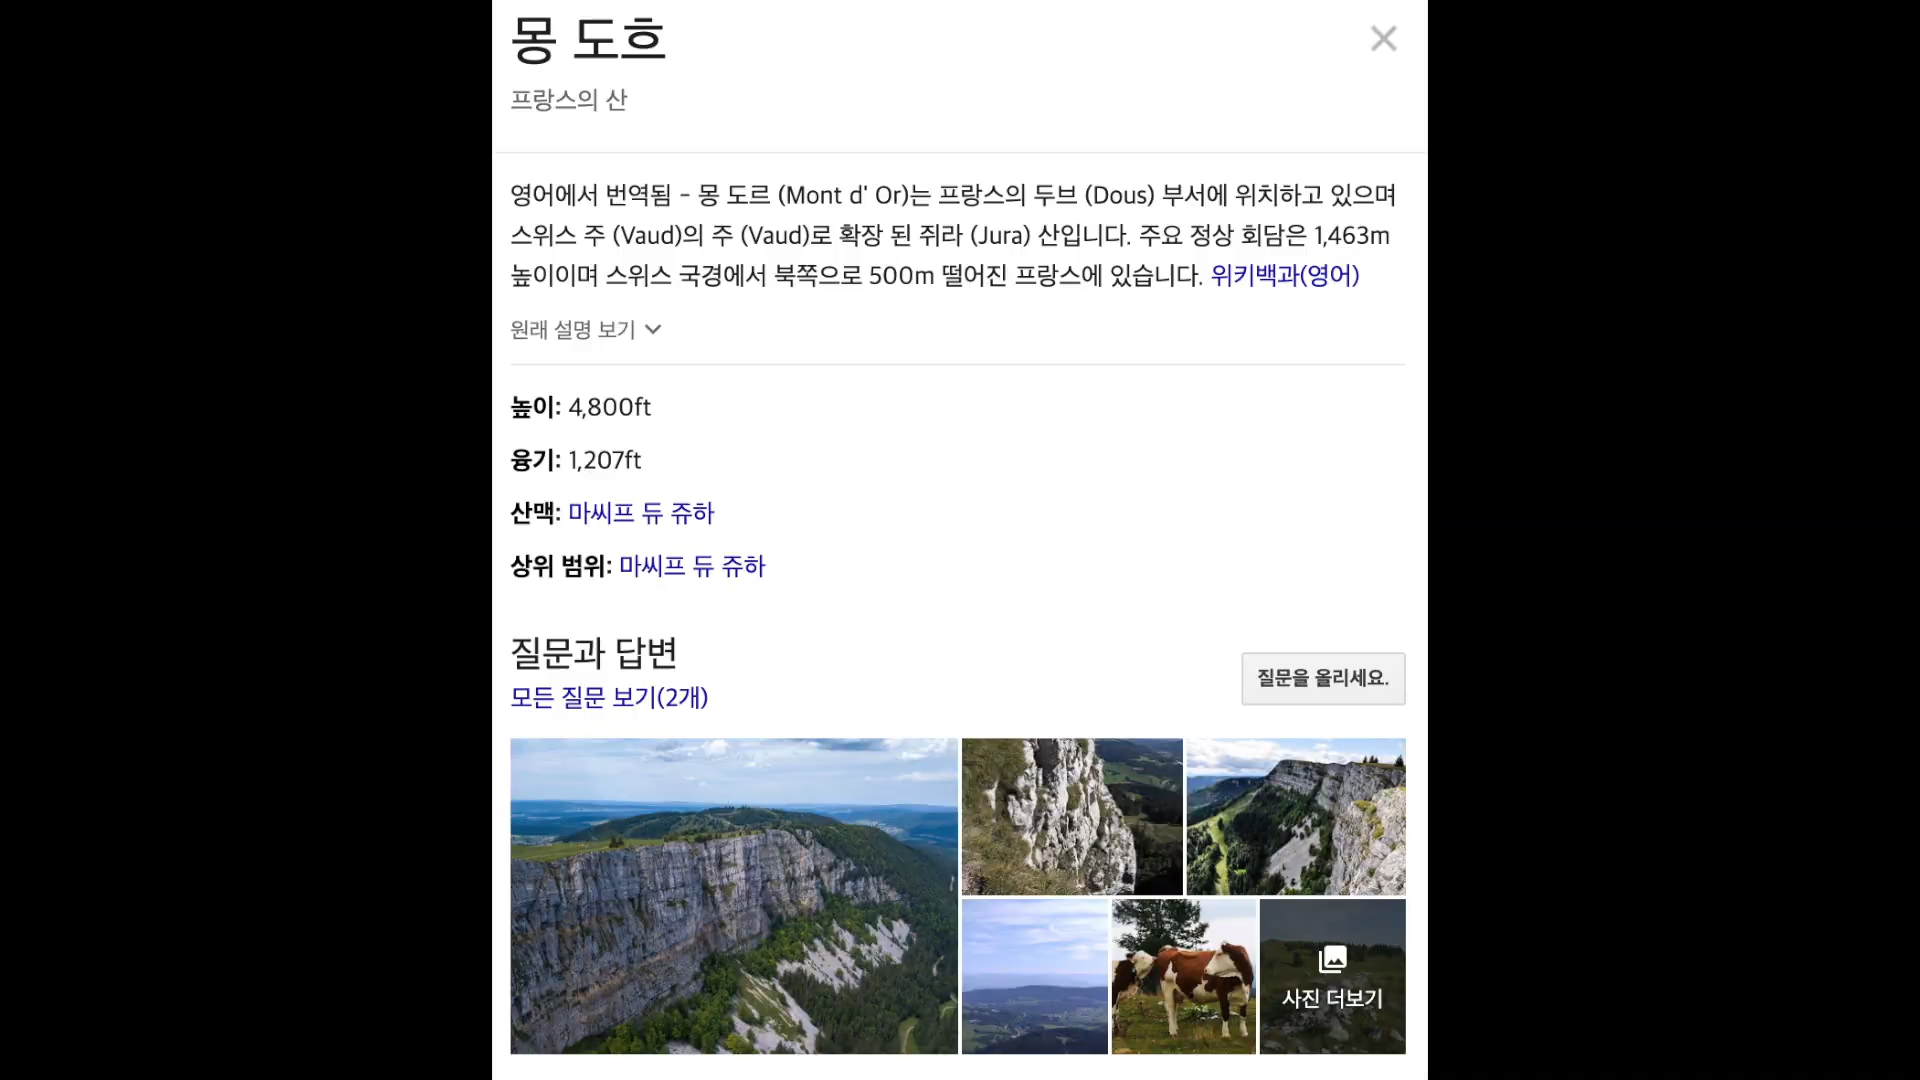 몽 도흐
프랑스의 산
영어에서 번역됨 - 몽 도르 (Mont d' Or)는 프랑스의 두브 (Dous) 부서에 위치하고 있으며
스위스 주 (Vaud)의 주 (Vaud)로 확장 된 쥐라 (Jura) 산입니다. 주요 정상 회담은 1,463m
높이이며 스위스 국경에서 북쪽으로 500m 떨어진 프랑스에 있습니다. 위키백과(영어)
원래 설명 보기
높이: 4,800ft
융기: 1,207ft
산맥: 마씨프 듀 쥬하
상위 범위: 마씨프 듀 쥬하
질문과 답변
모든 질문 보기(2개)
질문을 올리세요.
사진 더보기